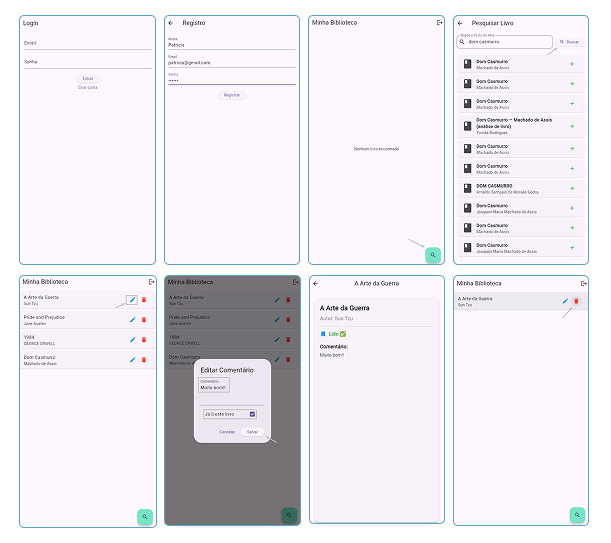 Login
Email
Senha
Entrar
Criar conta
Registro
Nome
Patricia
Email
patricia@gmail.com
Senha
•••••
Registrar
Minha Biblioteca
Nenhum livro encontrado
Pesquisar Livro
Digite o título do livro
dom casmurro
Buscar
Dom Casmurro
Machado de Assis
Dom Casmurro
Machado de Assis
Dom Casmurro
Machado de Assis
Dom Casmurro — Machado de Assis
(análise de livro)
Tomás Rodrigues
Dom Casmurro
Machado de Assis
Dom Casmurro
Machado de Assis
DOM CASMURRO
Arnaldo Sampaio de Moraes Godoy
Dom Casmurro
Joaquim Maria Machado de Assis
Dom Casmurro
Machado de Assis
Dom Casmurro
Joaquim Maria Machado de Assis
Minha Biblioteca
A Arte da Guerra
Sun Tzu
Pride and Prejudice
Jane Austen
1984
GEORGE ORWELL
Dom Casmurro
Machado de Assis
Minha Biblioteca
A Arte da Guerra
Sun Tzu
Pride and Prejudice
Jane Austen
1984
GEORGE ORWELL
Dom Casmurro
Machado de As
Editar Comentário
Comentário
Muito bom!!
Já li este livro
Cancelar
Salvar
A Arte da Guerra
A Arte da Guerra
Autor: Sun Tzu
Lido ✅
Comentário:
Muito bom!!
Minha Biblioteca
A Arte da Guerra
Sun Tzu